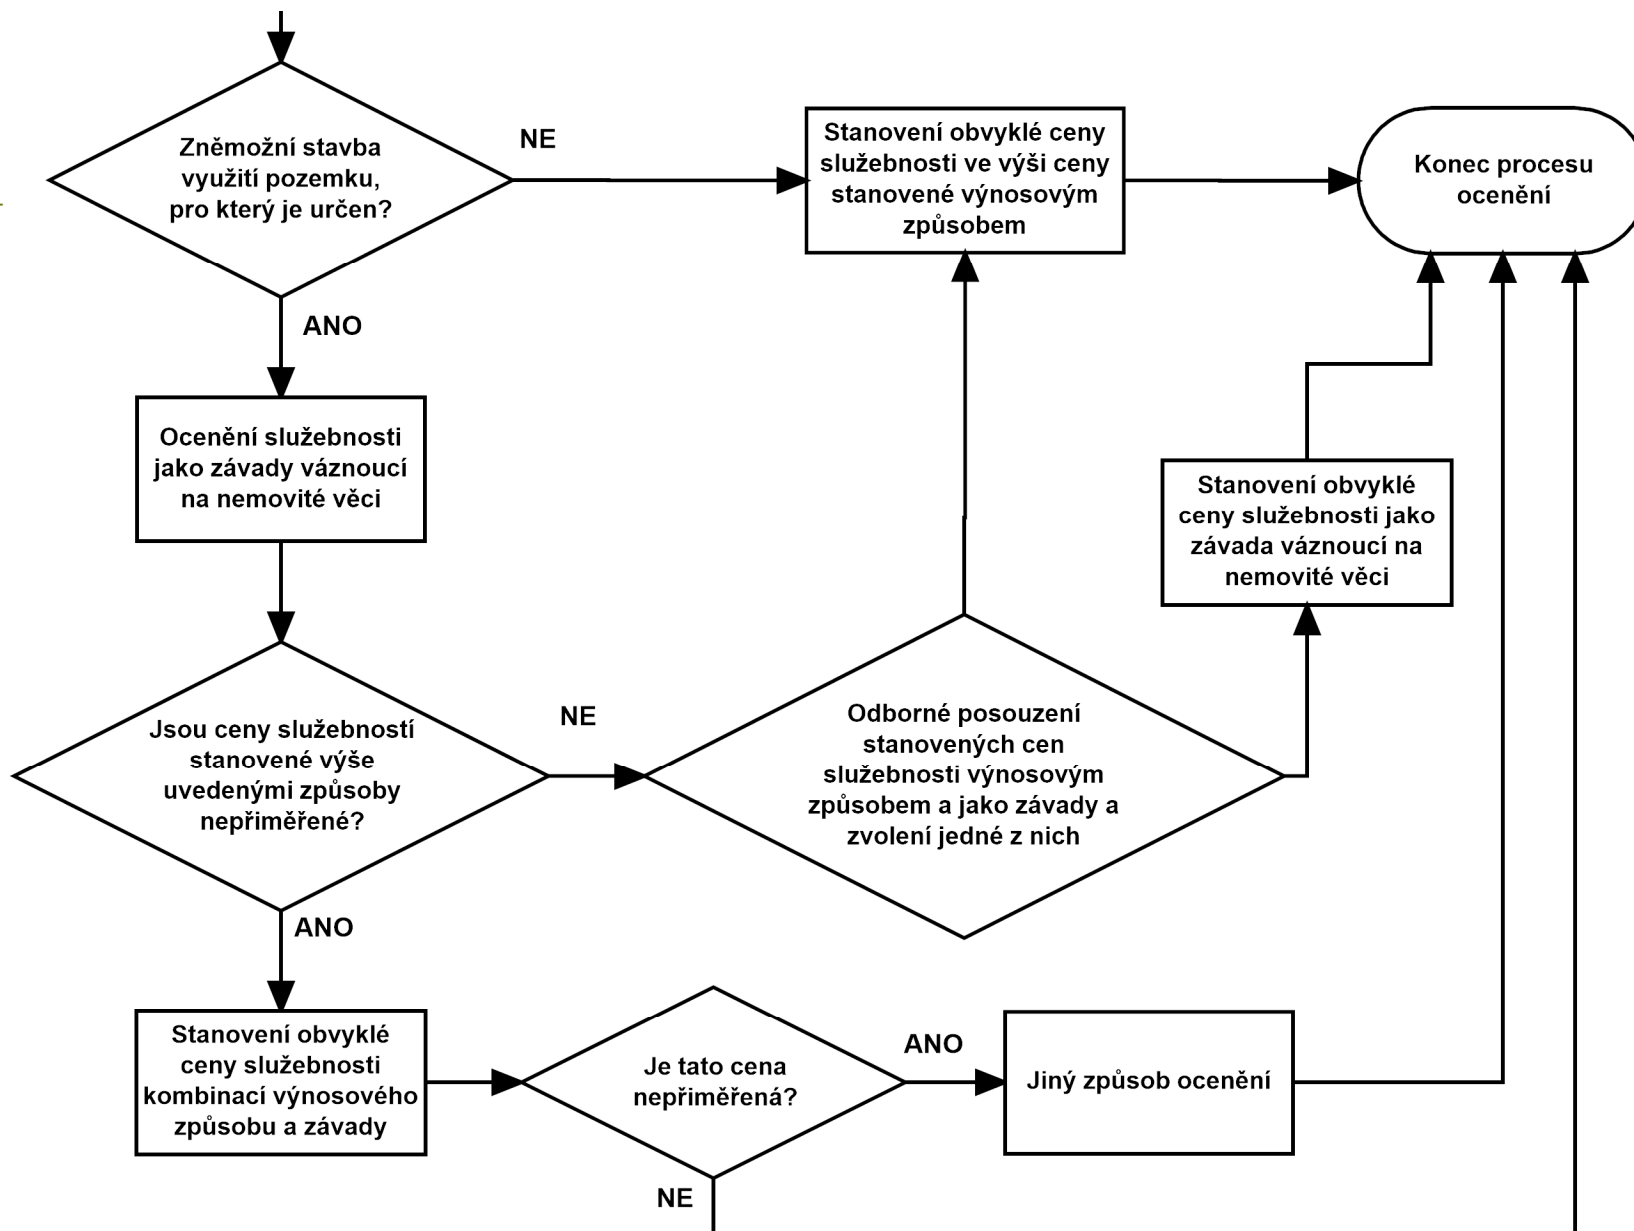 Zněmožní stavba
využití pozemku,
pro který je určen?
NE
Stanovení obvyklé ceny
služebnosti ve výši ceny
stanovené výnosovým
způsobem
Konec procesu
ocenění
ANO
Ocenění služebnosti
jako závady váznoucí
na nemovité věci
Stanovení obvyklé
ceny služebnosti jako
závada váznoucí na
nemovité věci
Jsou ceny služebností
stanovené výše
uvedenými způsoby
nepřiměřené?
NE
Odborné posouzení
stanovených cen
služebnosti výnosovým
způsobem a jako závady a
zvolení jedné z nich
ANO
Stanovení obvyklé
ceny služebnosti
kombinací výnosového
způsobu a závady
Je tato cena
nepřiměřená?
ANO
Jiný způsob ocenění
NE